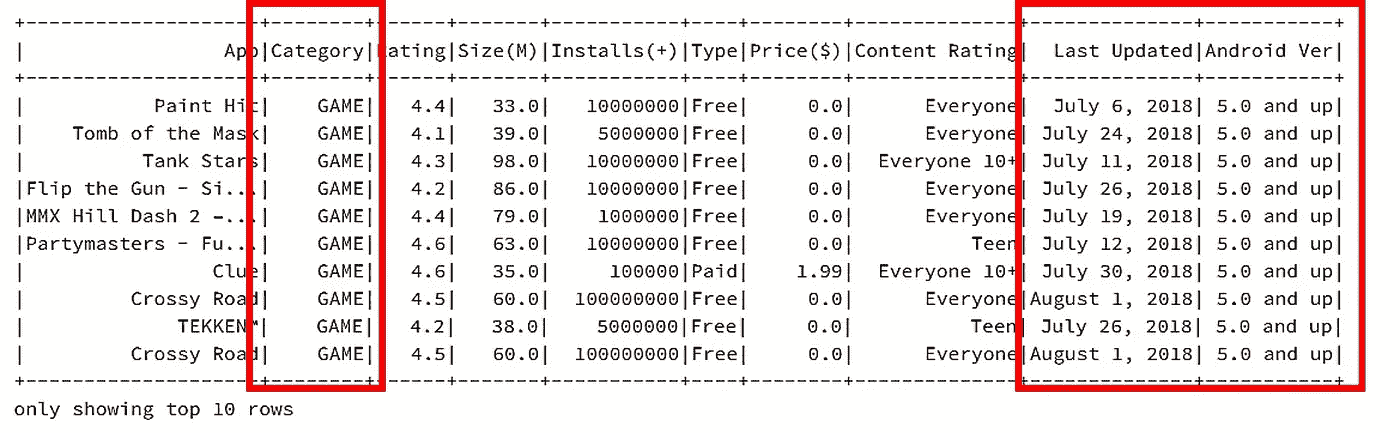 +--------------------+--------+------+-------+-----------+----+--------+--------------+--------------+-----------+
|                 App|Category|Rating|Size(M)|Installs(+)|Type|Price($)|Content Rating|  Last Updated|Android Ver|
+--------------------+--------+------+-------+-----------+----+--------+--------------+--------------+-----------+
|           Paint Hit|    GAME|   4.4|   33.0|   10000000|Free|     0.0|      Everyone|  July 6, 2018| 5.0 and up|
|    Tomb of the Mask|    GAME|   4.1|   39.0|    5000000|Free|     0.0|      Everyone| July 24, 2018| 5.0 and up|
|          Tank Stars|    GAME|   4.3|   98.0|   10000000|Free|     0.0|  Everyone 10+| July 11, 2018| 5.0 and up|
|Flip the Gun - Si...|    GAME|   4.2|   86.0|   10000000|Free|     0.0|      Everyone| July 26, 2018| 5.0 and up|
|MMX Hill Dash 2 –...|    GAME|   4.4|   79.0|    1000000|Free|     0.0|      Everyone| July 19, 2018| 5.0 and up|
|Partymasters - Fu...|    GAME|   4.6|   63.0|   10000000|Free|     0.0|          Teen| July 12, 2018| 5.0 and up|
|                Clue|    GAME|   4.6|   35.0|     100000|Paid|    1.99|  Everyone 10+| July 30, 2018| 5.0 and up|
|         Crossy Road|    GAME|   4.5|   60.0|  100000000|Free|     0.0|      Everyone|August 1, 2018| 5.0 and up|
|             TEKKEN™|    GAME|   4.2|   38.0|    5000000|Free|     0.0|          Teen| July 26, 2018| 5.0 and up|
|         Crossy Road|    GAME|   4.5|   60.0|  100000000|Free|     0.0|      Everyone|August 1, 2018| 5.0 and up|
+--------------------+--------+------+-------+-----------+----+--------+--------------+--------------+-----------+
only showing top 10 rows